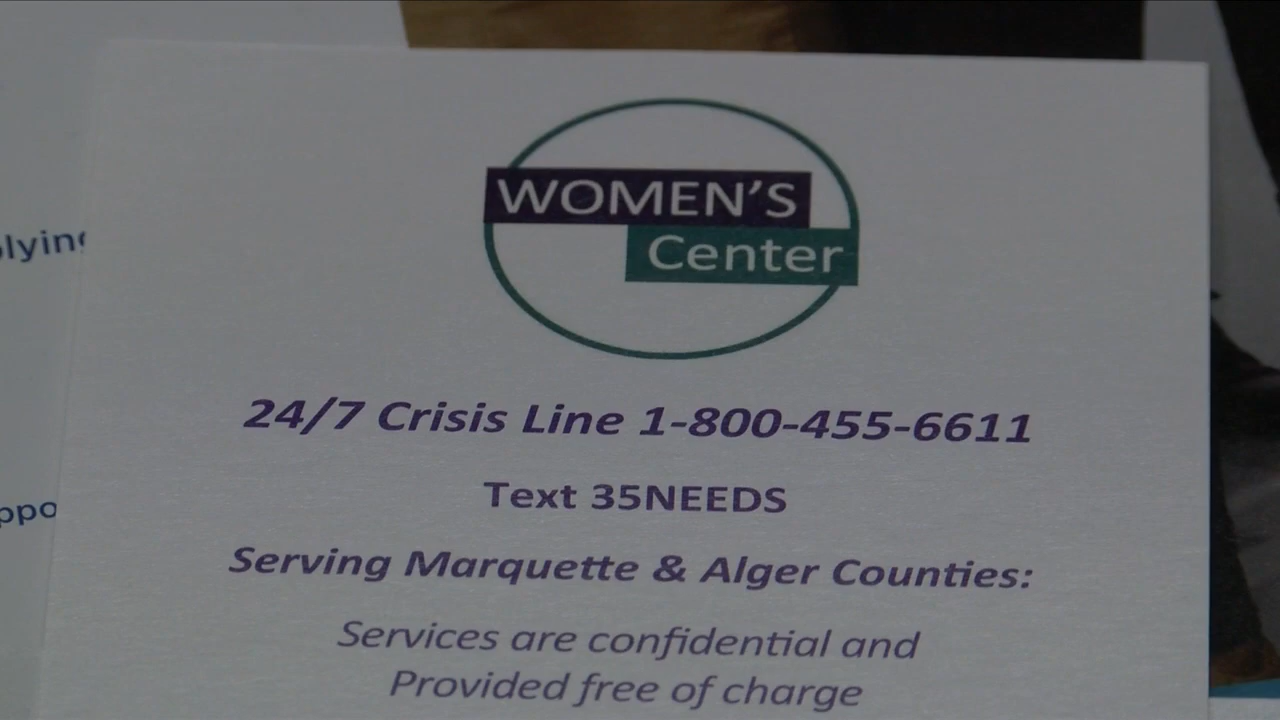 WOMEN'S
Center
24/7 Crisis Line 1-800-455-6611
Text 35NEEDS
Serving Marquette & Alger Counties:
Services are confidential and
Provided free of charge